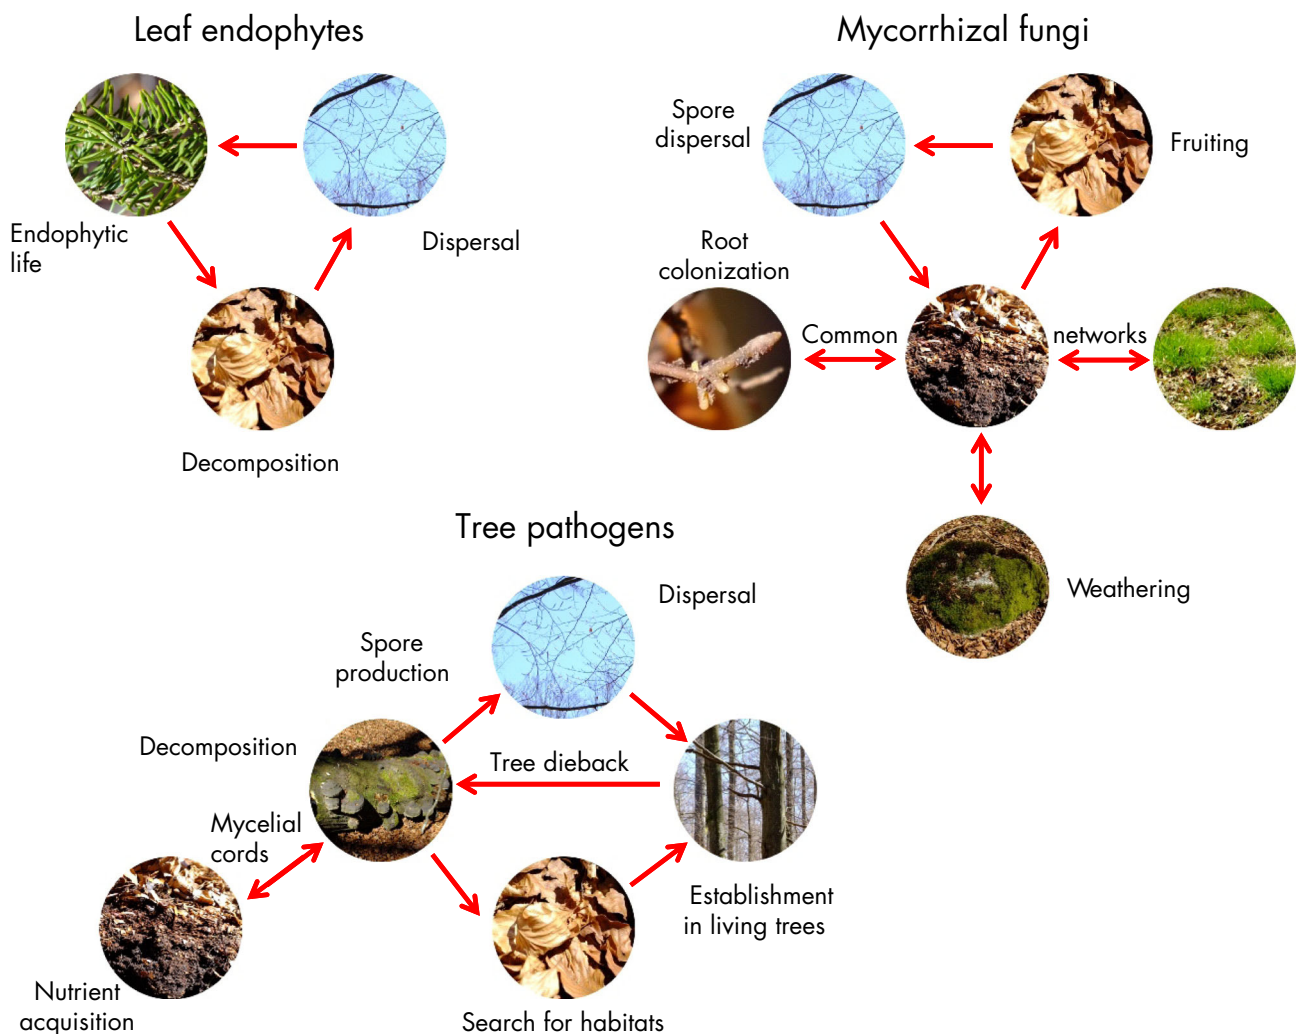 Leaf endophytes
Endophytic
life
Dispersal
Decomposition
Mycorrhizal fungi
Spore
dispersal
Fruiting
Root
colonization
Common
networks
Weathering
Tree pathogens
Dispersal
Spore
production
Decomposition
Tree dieback
Mycelial
cords
Establishment
in living trees
Nutrient
acquisition
Search for habitats